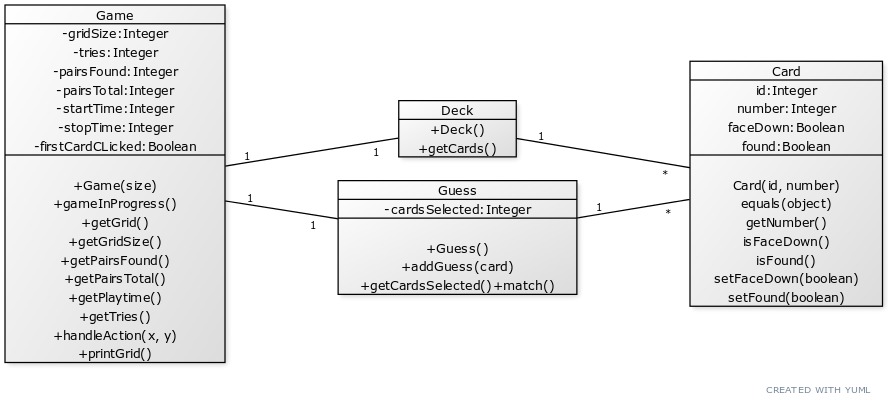 Game
-gridSize:Integer
-tries:Integer
-pairsFound:Integer
-pairsTotal:Integer
-startTime:Integer
-stopTime:Integer
-firstCardCLicked:Boolean
+Game(size)
+gameInProgress()
+getGrid()
+getGridSize()
+getPairsFound()
+getPairsTotal()
+getPlaytime()
+getTries()
+handleAction(x, y)
+printGrid()
1
1
1
1
Deck
+Deck()
+getCards()
Guess
-cardsSelected:Integer
+Guess()
+addGuess(card)
+getCardsSelected()+match()
1
*
1
*
Card
id:Integer
number:Integer
faceDown:Boolean
found:Boolean
Card(id, number)
equals(object)
getNumber()
isFaceDown()
isFound()
setFaceDown(boolean)
setFound(boolean)
CREATED WITH YUML